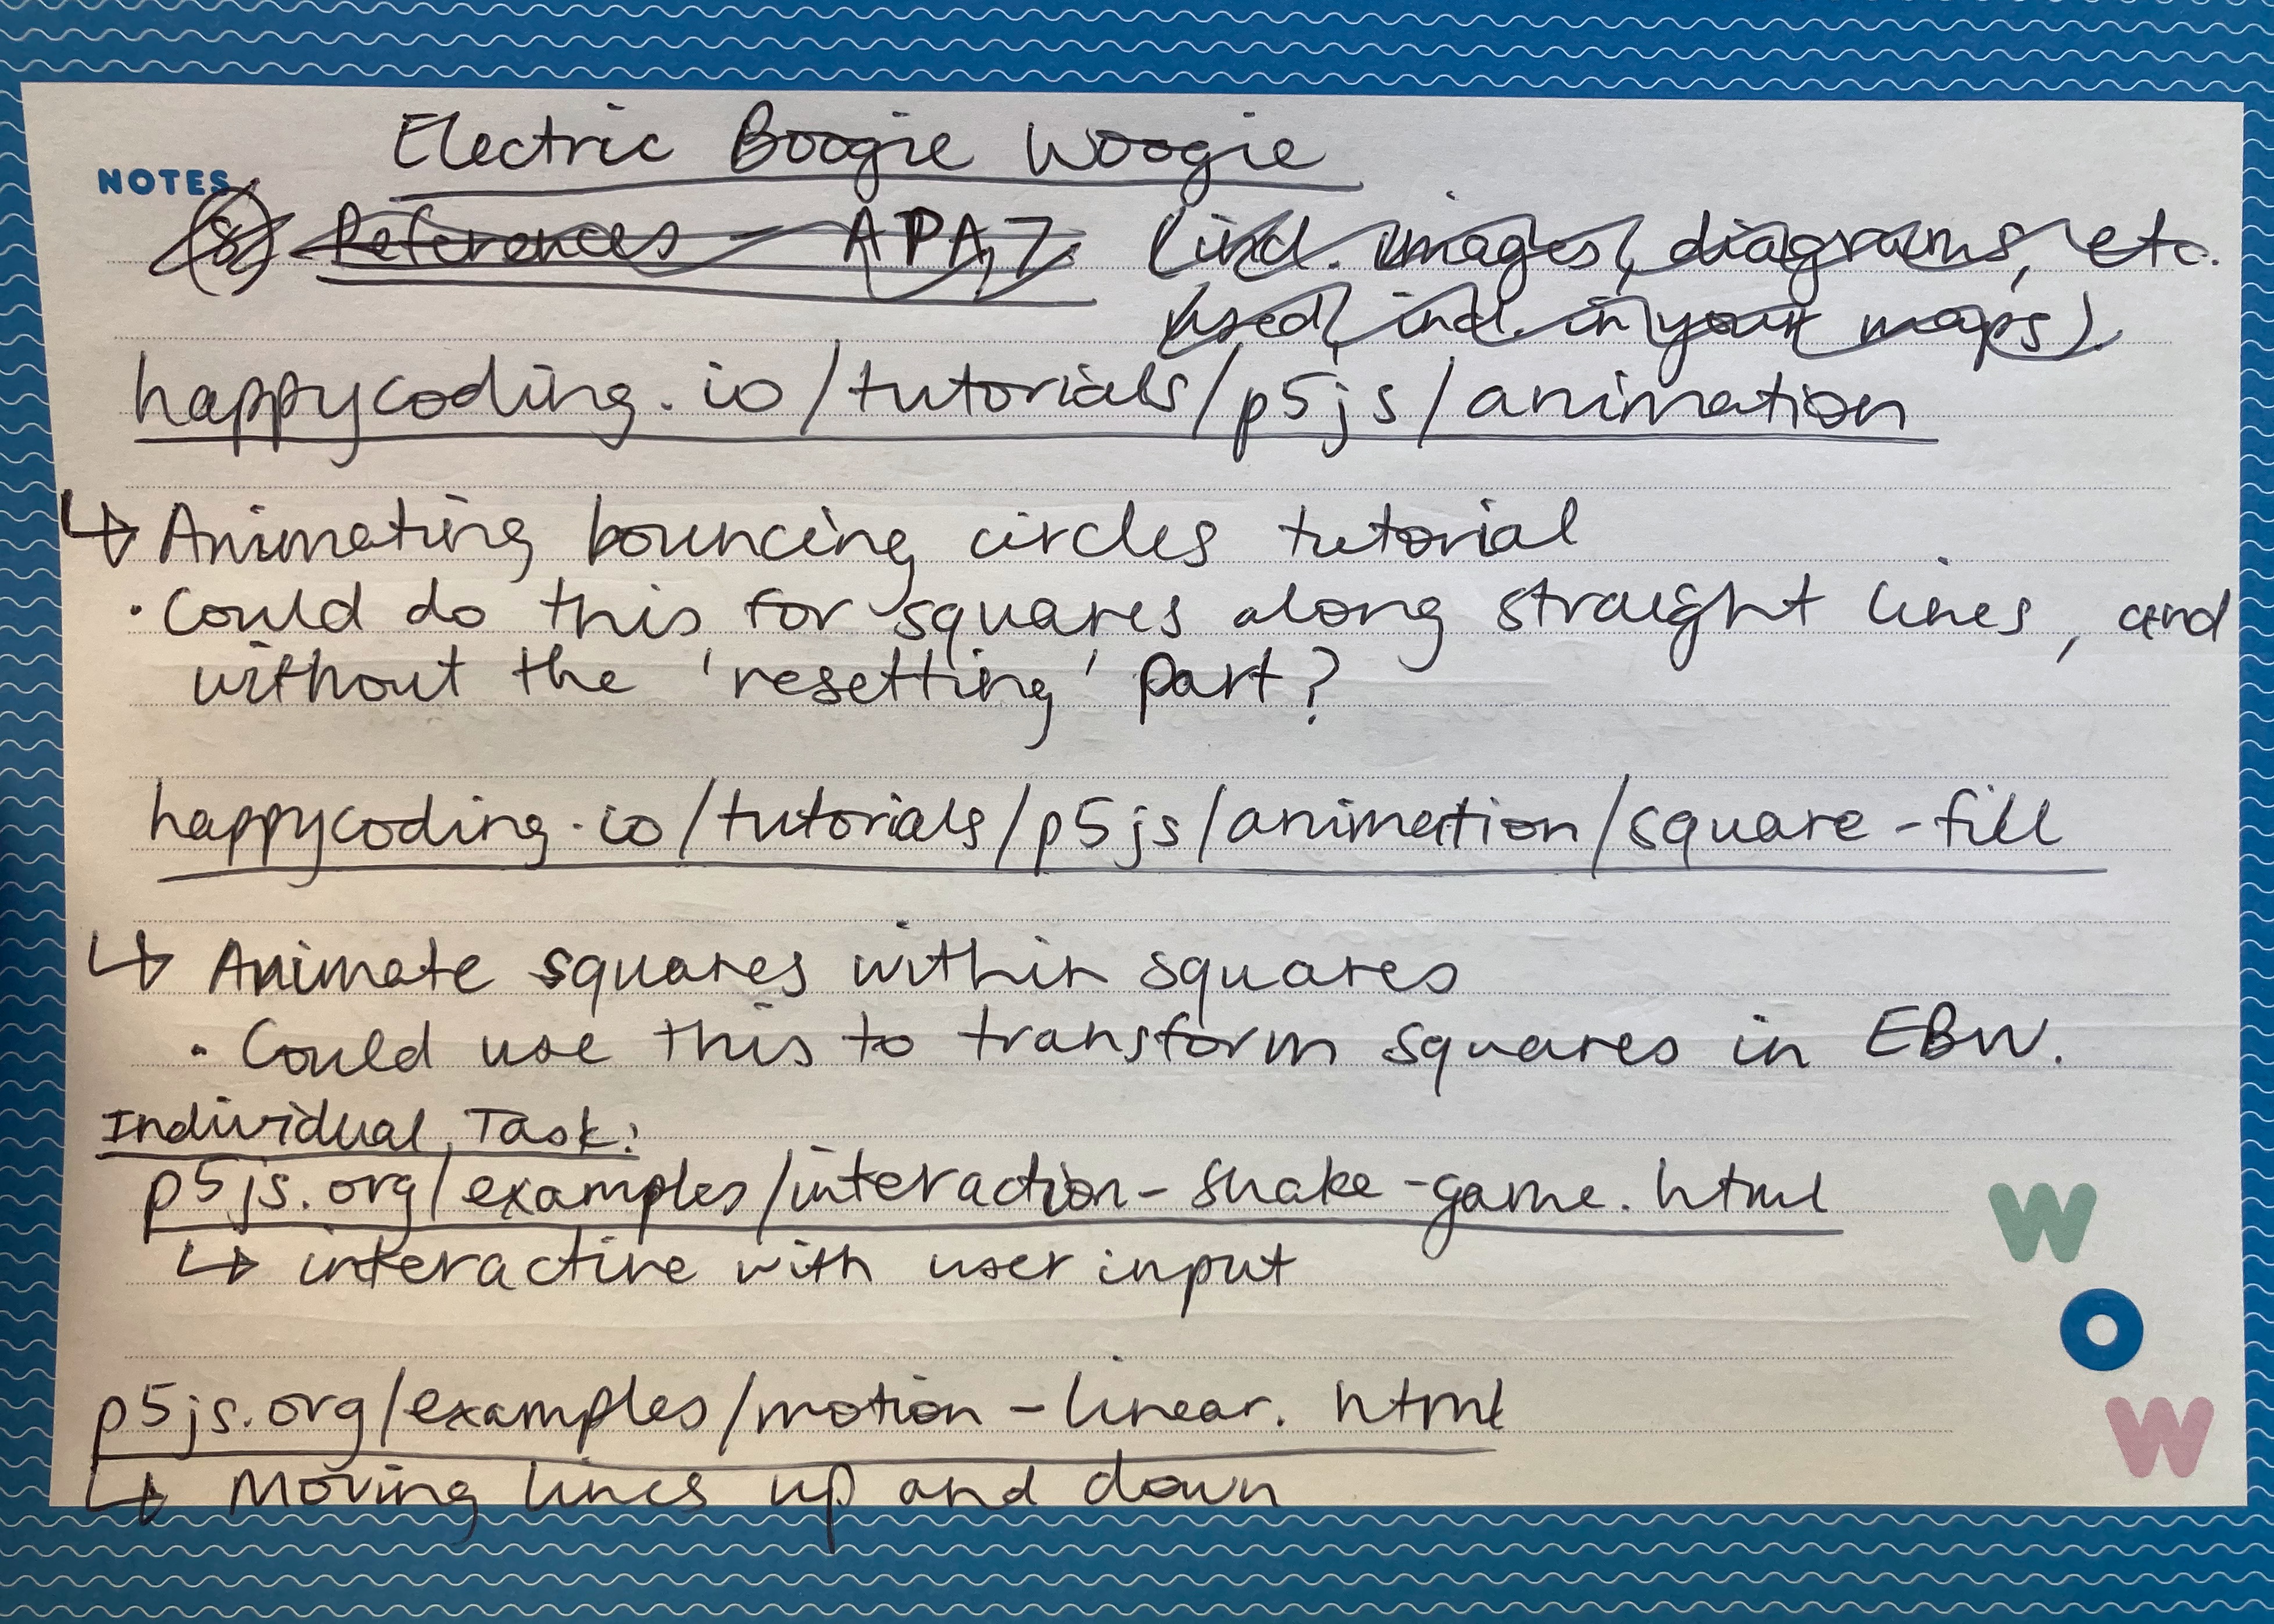 Electric Boogie Woogie
NOTES
(8) References - APA 7 (incl. images, diagrams, etc.
used, incl. in your maps).
happycoding.io/tutorials/p5js/animation
↳ Animating bouncing circles tutorial
· Could do this for squares along straight lines, and
without the 'resetting' part?
happycoding.io/tutorials/p5js/animation/square-fill
↳ Animate squares within squares
· Could use this to transform squares in EBW.
Individual Task:
p5js.org/examples/interaction-snake-game.html
↳ interactive with user input
p5js.org/examples/motion-linear.html
↳ Moving lines up and down
W
O
W